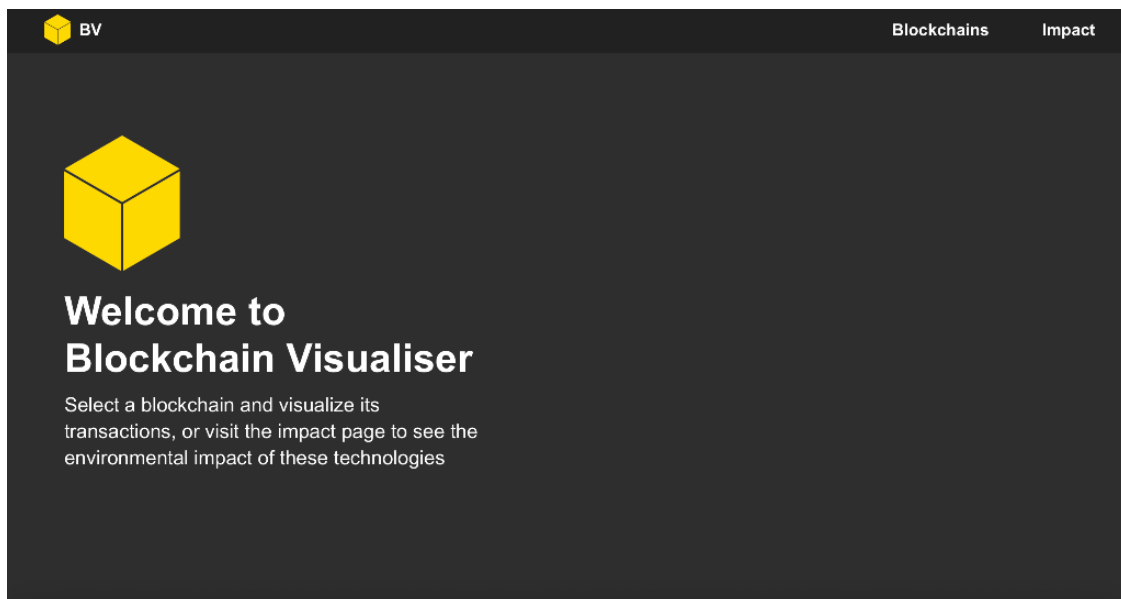 BV
Blockchains
Impact
Welcome to
Blockchain Visualiser
Select a blockchain and visualize its
transactions, or visit the impact page to see the
environmental impact of these technologies